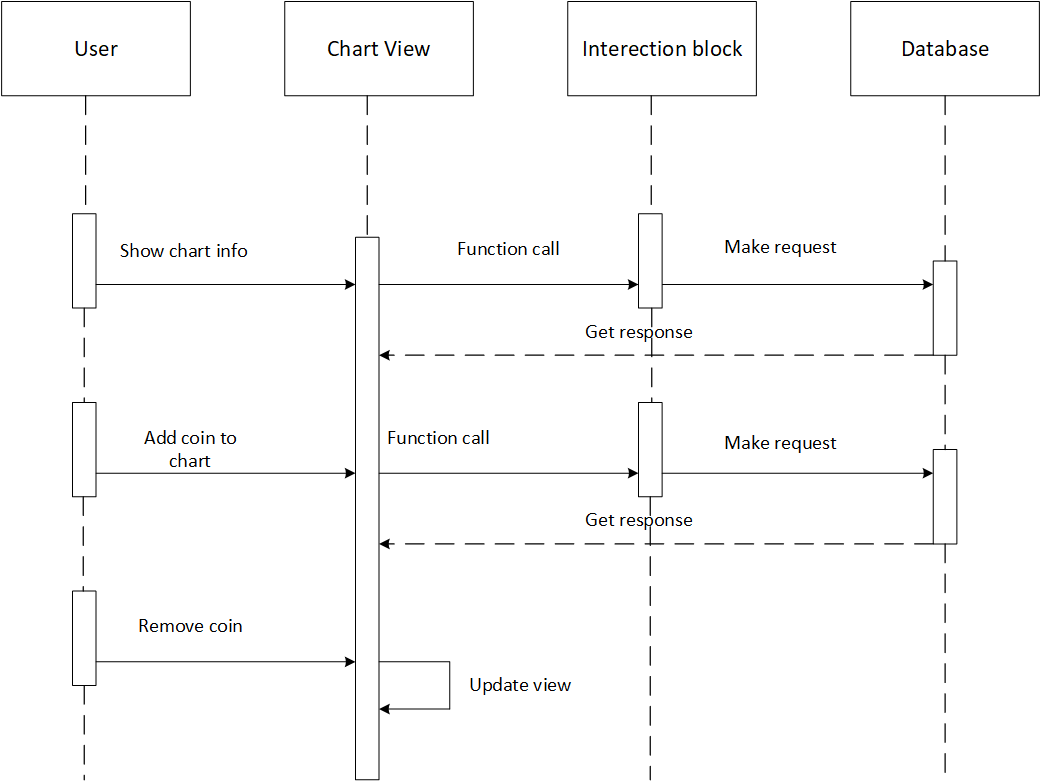 User
Chart View
Interection block
Database
Show chart info
Function call
Make request
Get response
Add coin to
chart
Function call
Make request
Get response
Remove coin
Update view